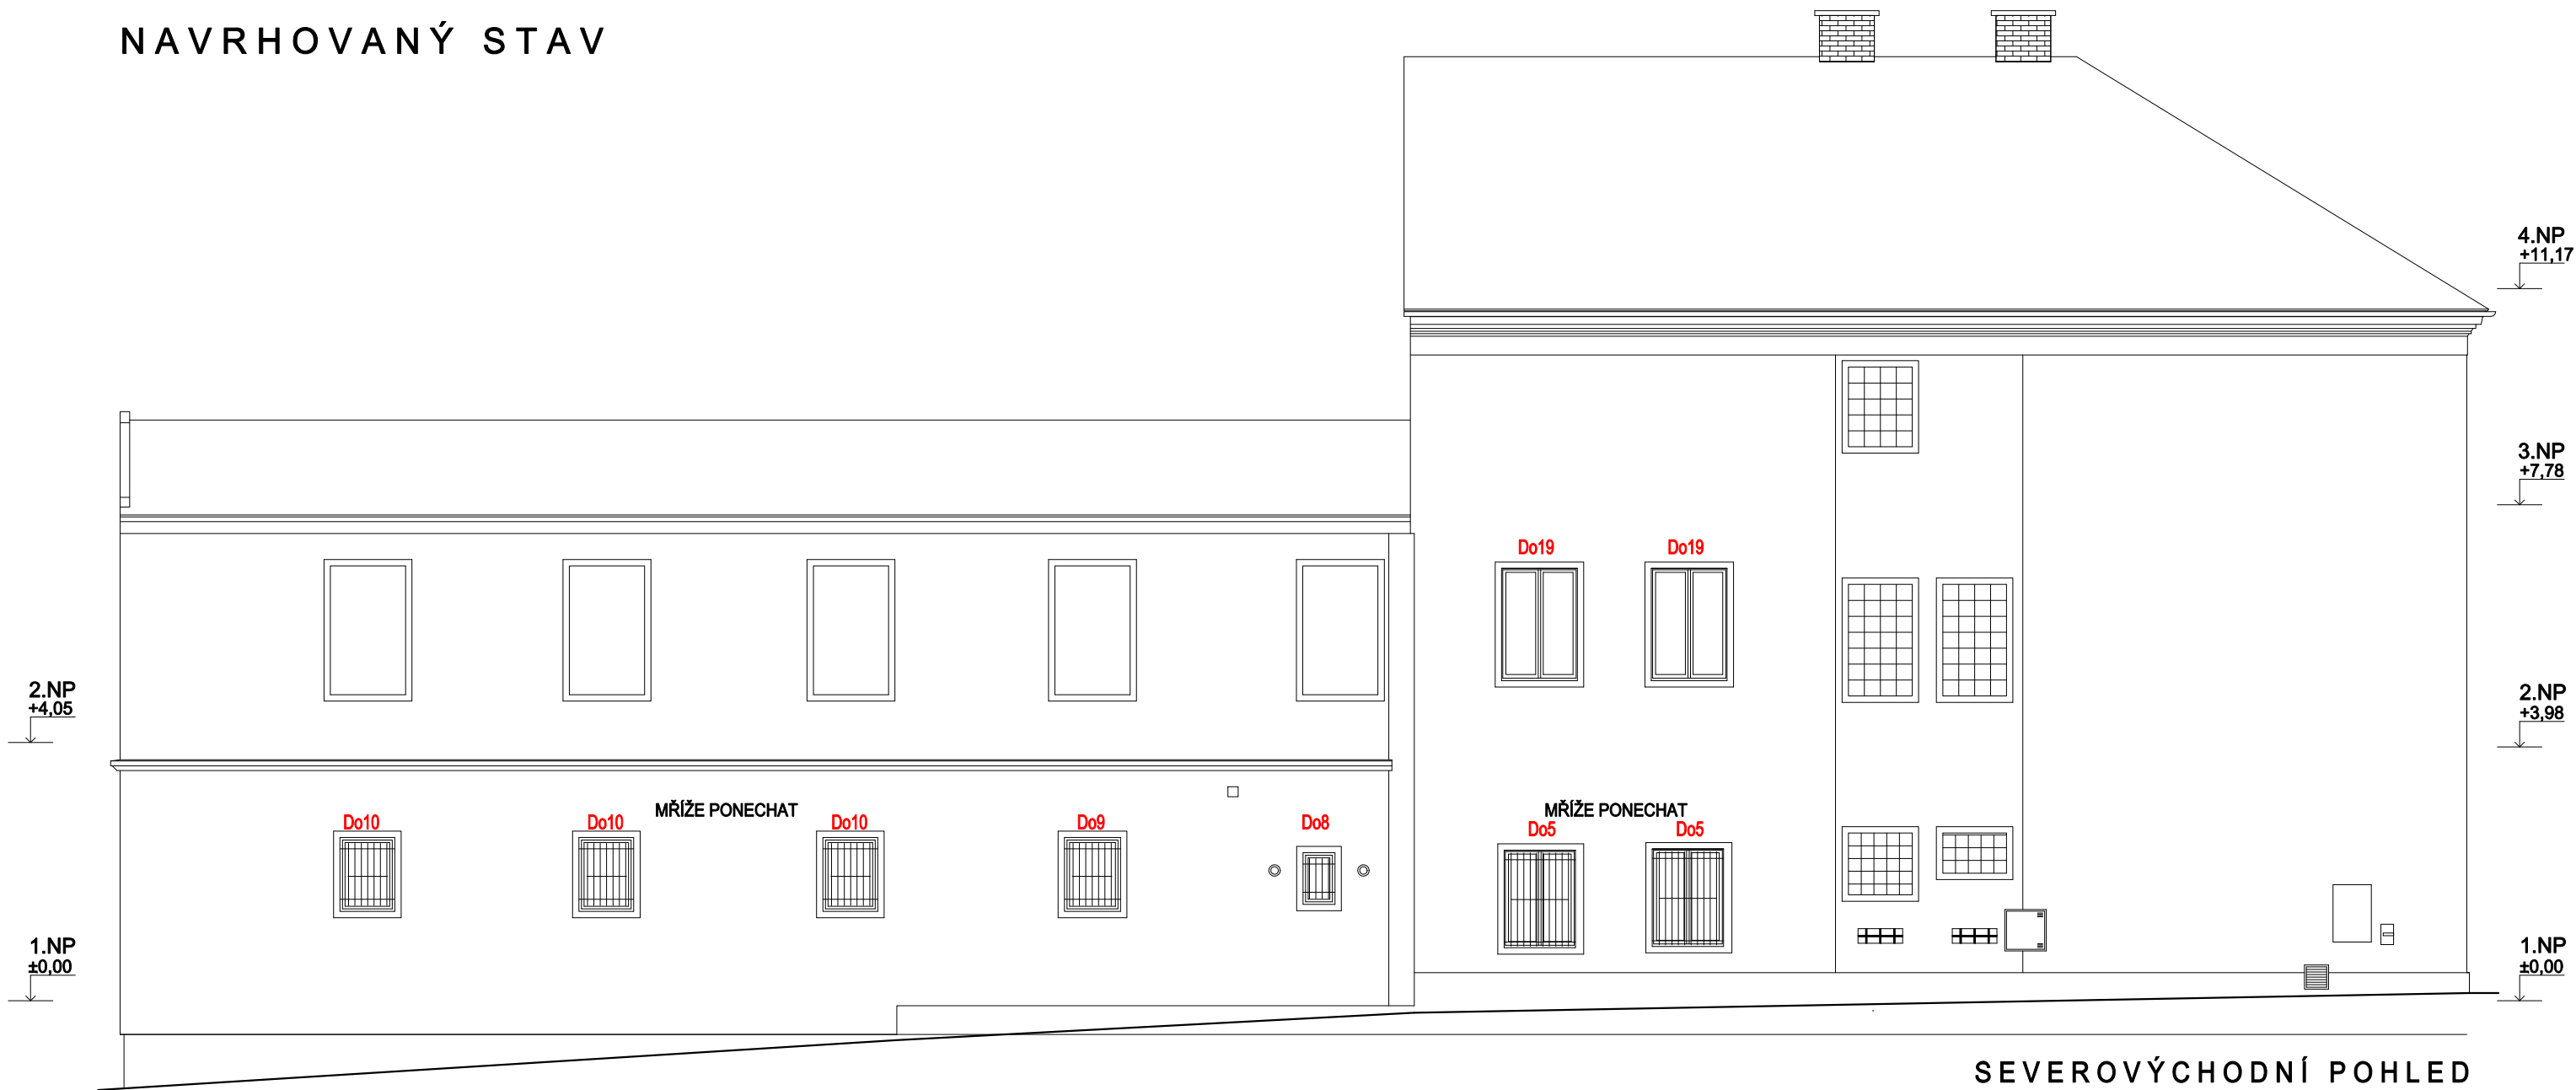 NAVRHOVANÝ STAV
4.NP
+11,17
3.NP
+7,78
Do19
Do19
2.NP
+4,05
2.NP
+3,98
MŘÍŽE PONECHAT
MŘÍŽE PONECHAT
Do10
Do10
Do10
Do9
Do8
Do5
Do5
1.NP
±0,00
1.NP
±0,00
SEVEROVÝCHODNÍ POHLED